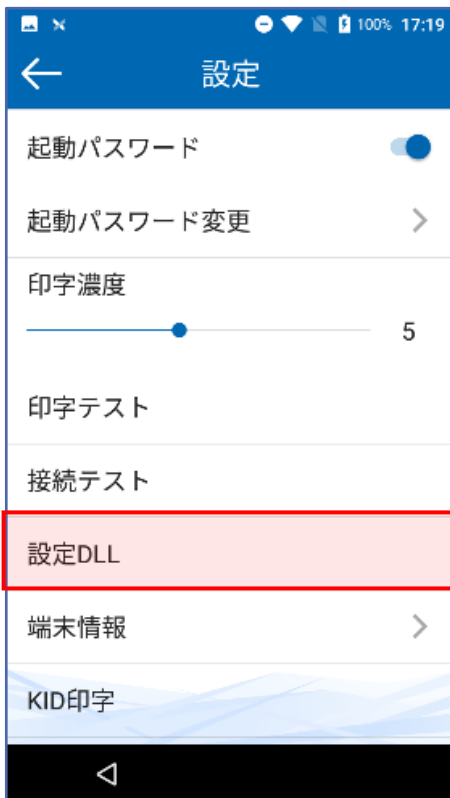 100% 17:19
設定
起動パスワード
起動パスワード変更
印字濃度
5
印字テスト
接続テスト
設定DLL
端末情報
KID印字